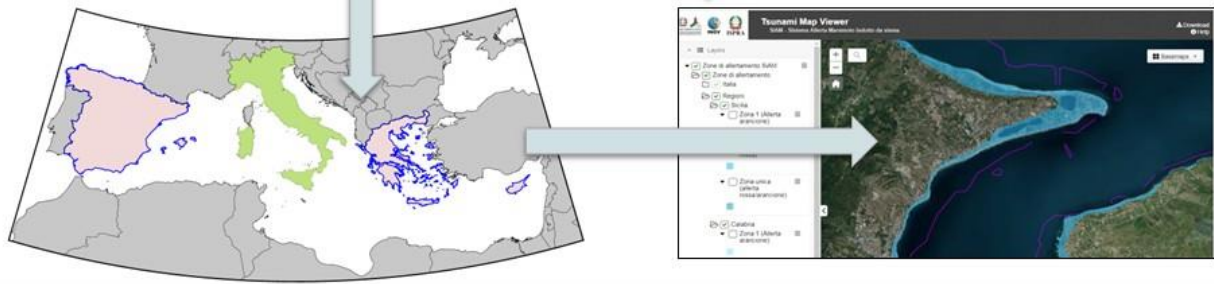 Tsunami Map Viewer
SiAM - Sistema Allerta Maremoti indotti da sisma
Download
Help
INGV
ISPRA
Layers
Basemaps
Zone di allertamento SiAM
Zone di allertamento
Italia
Regioni
Sicilia
Zona 1 (Allerta
arancione)
Zona unica
(allerta
rossa/arancione)
Calabria
Zona 1 (Allerta
arancione)